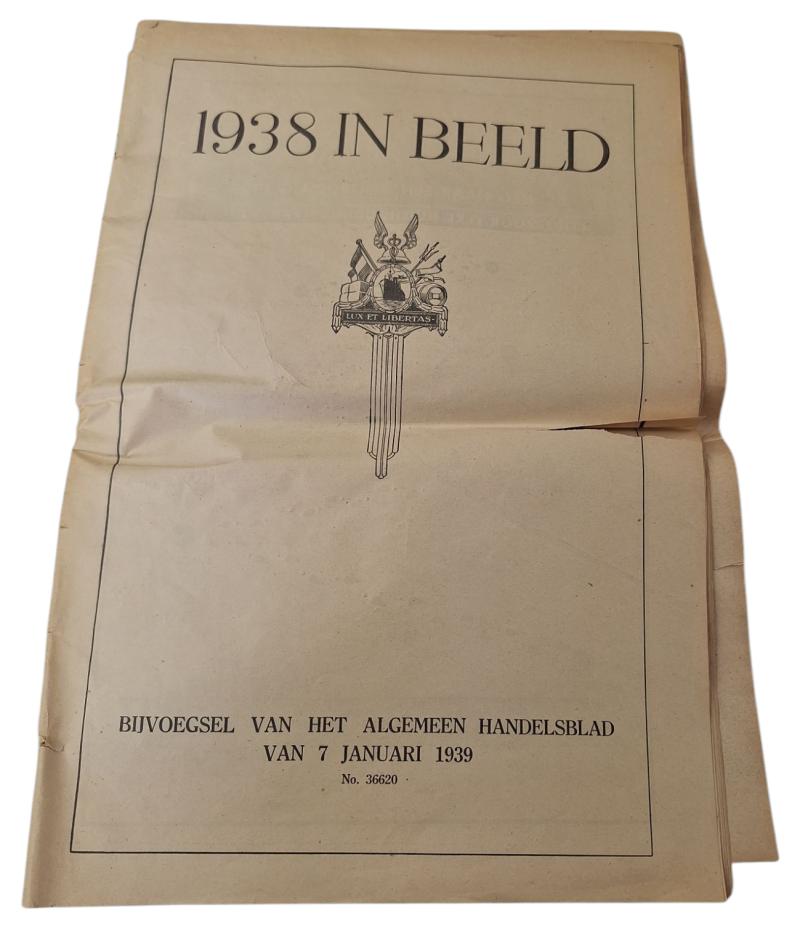 1938 IN BEELD
LUX ET LIBERTAS
BIJVOEGSEL VAN HET ALGEMEEN HANDELSBLAD
VAN 7 JANUARI 1939
No. 36620